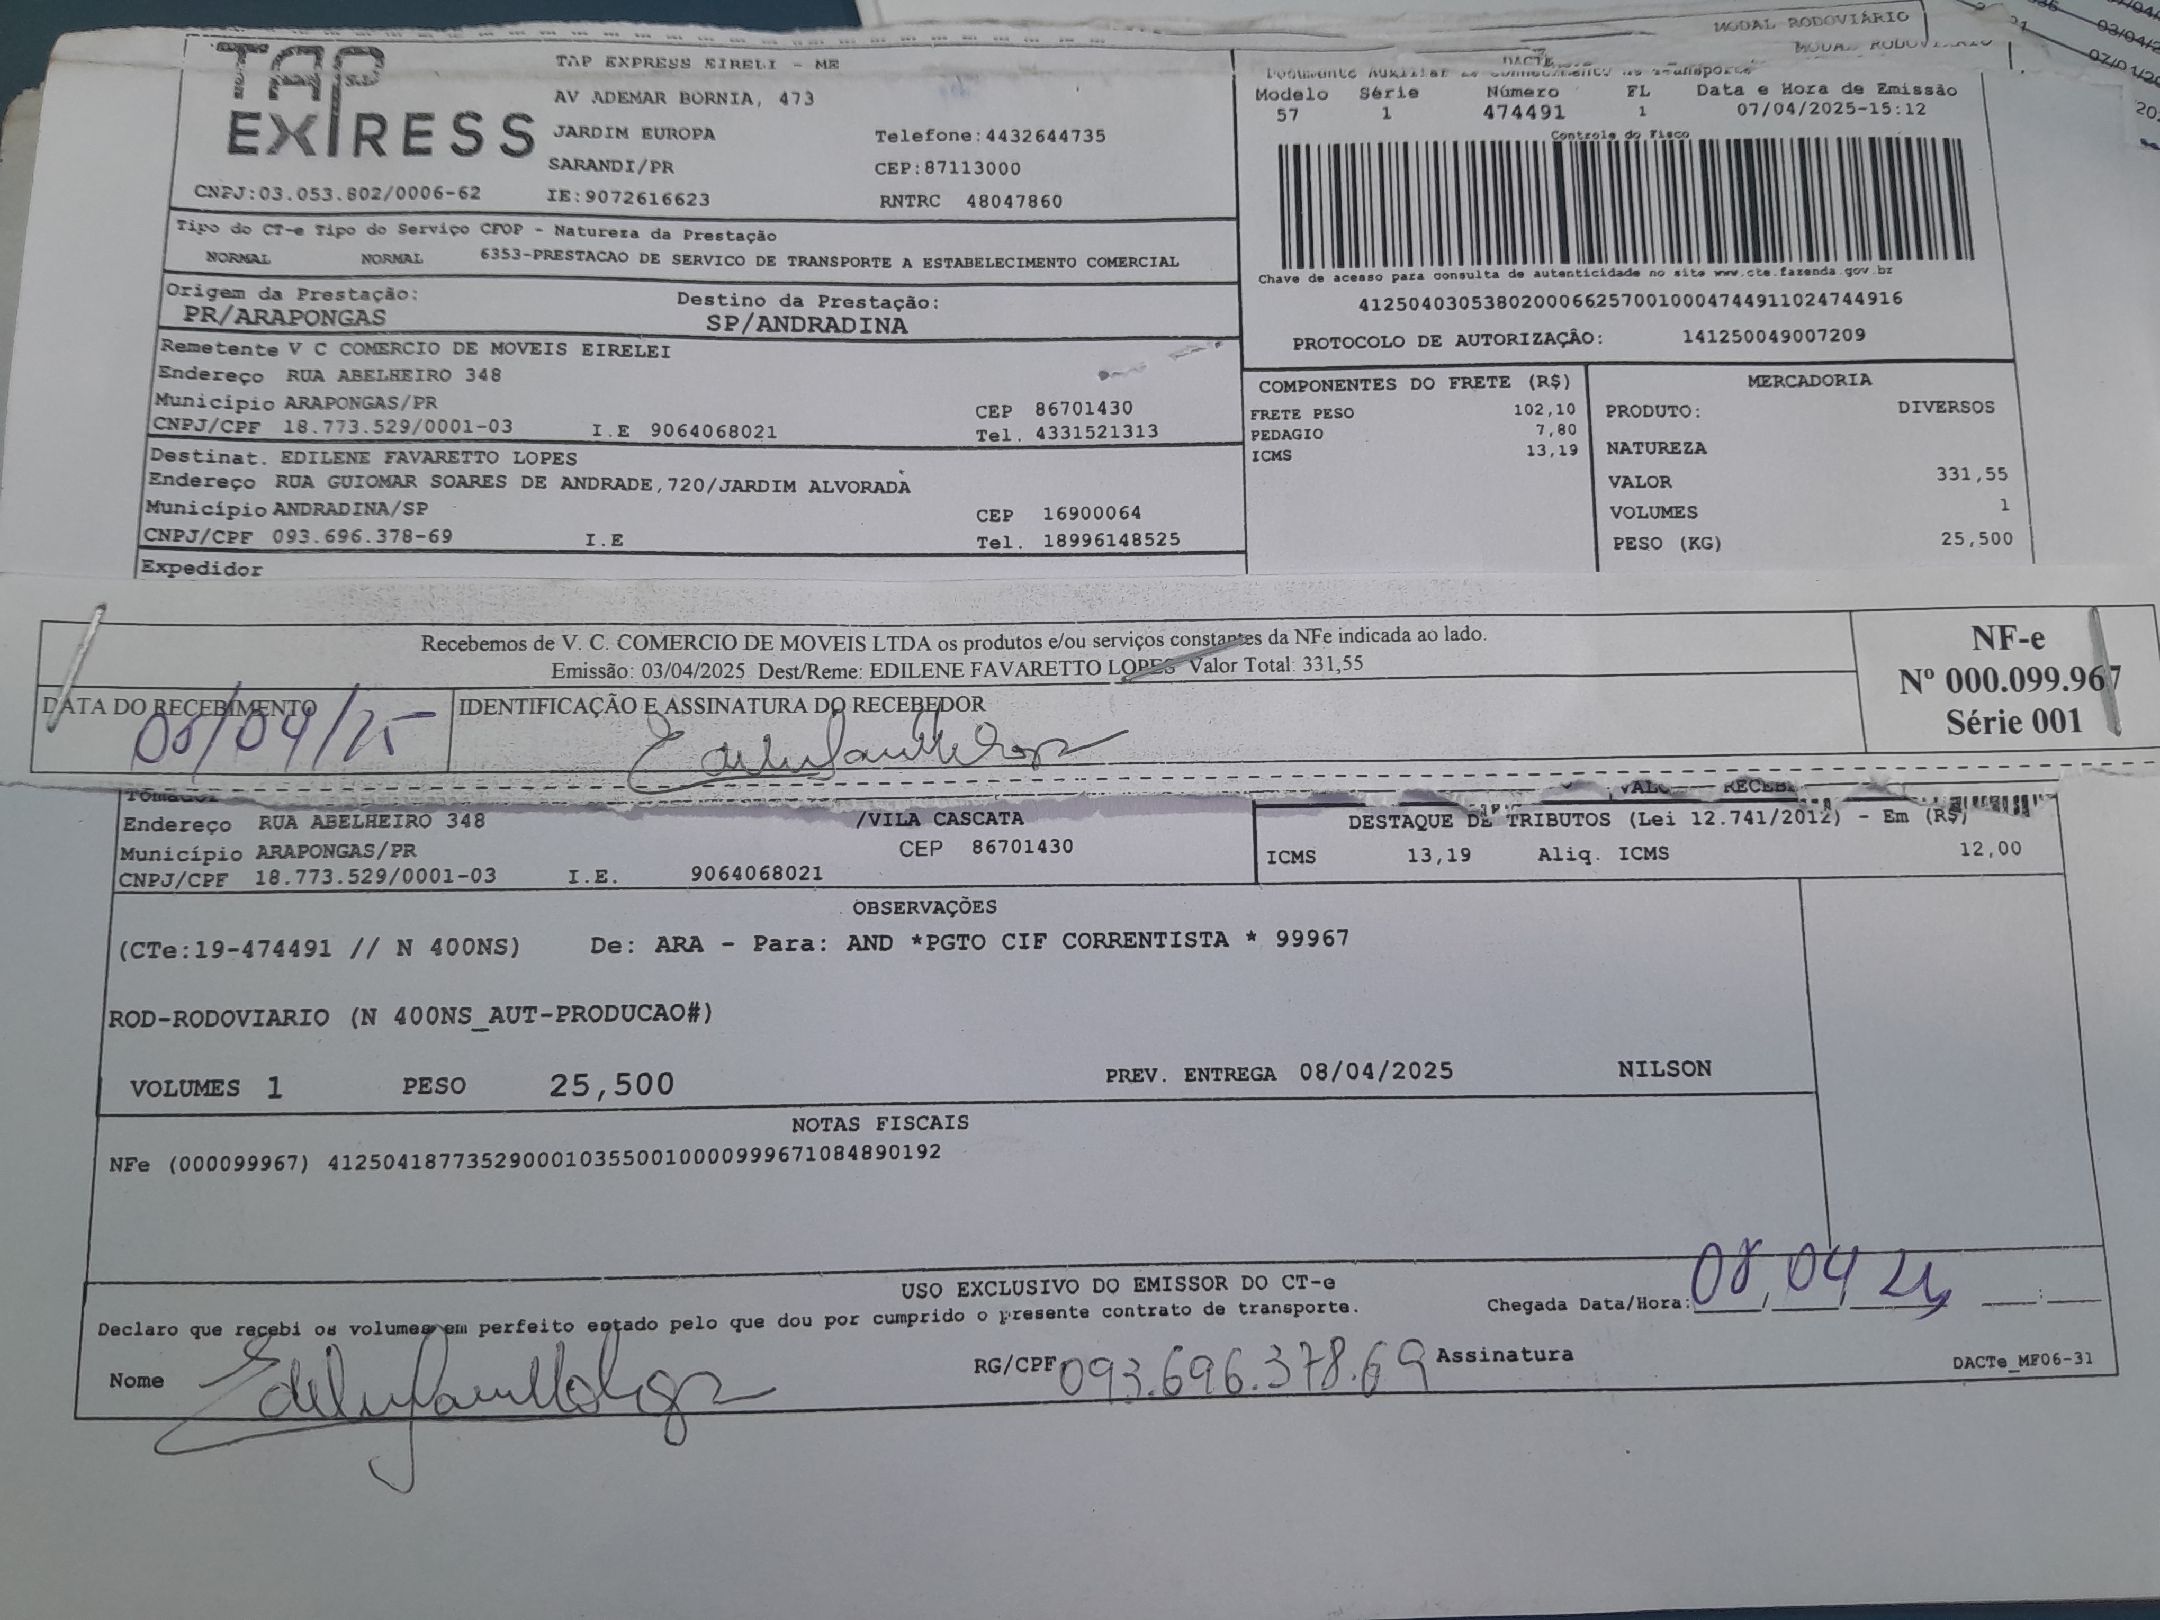 MODAL RODOVIÁRIO
MODAL RODOVIARIO
TAP
EXPRESS
TAP EXPRESS EIRELI - ME
AV ADEMAR BORNIA, 473
JARDIM EUROPA Telefone:4432644735
SARANDI/PR CEP:87113000
CNPJ:03.053.802/0006-62 IE:9072616623 RNTRC 48047860
DACTE
Documento Auxiliar de Conhecimento de Transporte
Modelo Série Número FL Data e Hora de Emissão
57 1 474491 1 07/04/2025-15:12
Controle do Fisco
Chave de acesso para consulta de autenticidade no site www.cte.fazenda.gov.br
41250403053802000662570010004744911024744916
PROTOCOLO DE AUTORIZAÇÂO: 141250049007209
Tipo do CT-e Tipo do Serviço CFOP - Natureza da Prestação
NORMAL NORMAL 6353-PRESTACAO DE SERVICO DE TRANSPORTE A ESTABELECIMENTO COMERCIAL
Origem da Prestação: Destino da Prestação:
PR/ARAPONGAS SP/ANDRADINA
Remetente V C COMERCIO DE MOVEIS EIRELEI
Endereço RUA ABELHEIRO 348
Município ARAPONGAS/PR CEP 86701430
CNPJ/CPF 18.773.529/0001-03 I.E 9064068021 Tel. 4331521313
Destinat. EDILENE FAVARETTO LOPES
Endereço RUA GUIOMAR SOARES DE ANDRADE,720/JARDIM ALVORADA
Município ANDRADINA/SP CEP 16900064
CNPJ/CPF 093.696.378-69 I.E Tel. 18996148525
Expedidor
COMPONENTES DO FRETE (R$)
FRETE PESO 102,10
PEDAGIO 7,80
ICMS 13,19
MERCADORIA
PRODUTO: DIVERSOS
NATUREZA
VALOR 331,55
VOLUMES 1
PESO (KG) 25,500
Recebemos de V. C. COMERCIO DE MOVEIS LTDA os produtos e/ou serviços constantes da NFe indicada ao lado.
Emissão: 03/04/2025 Dest/Reme: EDILENE FAVARETTO LOPES Valor Total: 331,55
NF-e
Nº 000.099.967
Série 001
DATA DO RECEBIMENTO IDENTIFICAÇÃO E ASSINATURA DO RECEBEDOR
08/04/25
Tomador
Endereço RUA ABELHEIRO 348 /VILA CASCATA
Município ARAPONGAS/PR CEP 86701430
CNPJ/CPF 18.773.529/0001-03 I.E. 9064068021
DESTAQUE DE TRIBUTOS (Lei 12.741/2012) - Em (R$)
ICMS 13,19 Aliq. ICMS 12,00
OBSERVAÇÕES
(CTe:19-474491 // N 400NS) De: ARA - Para: AND *PGTO CIF CORRENTISTA * 99967
ROD-RODOVIARIO (N 400NS_AUT-PRODUCAO#)
VOLUMES 1 PESO 25,500 PREV. ENTREGA 08/04/2025 NILSON
NOTAS FISCAIS
NFe (000099967) 41250418773529000103550010000999671084890192
USO EXCLUSIVO DO EMISSOR DO CT-e
Declaro que recebi os volumes em perfeito estado pelo que dou por cumprido o presente contrato de transporte.
Chegada Data/Hora: 08,04
Nome RG/CPF 093.696.378.69 Assinatura
DACTe_MF06-31